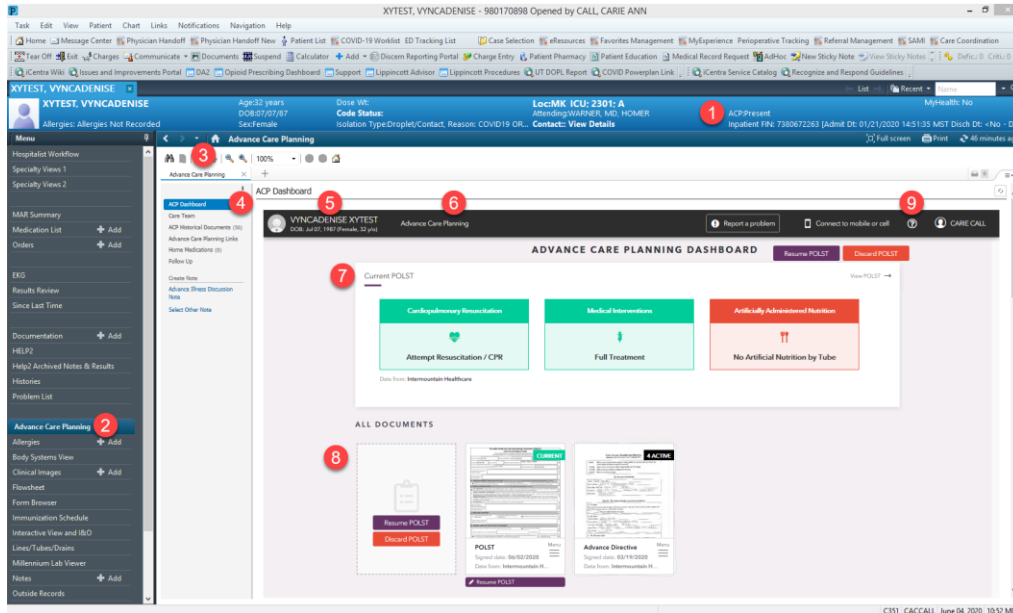 XYTEST, VYNCADENISE - 980170898 Opened by CALL, CARIE ANN
Task Edit View Patient Chart Links Notifications Navigation Help
Home Message Center Physician Handoff Physician Handoff New Patient List COVID-19 Worklist ED Tracking List Case Selection eResources Favorites Management MyExperience Perioperative Tracking Referral Management SAMI Care Coordination
Tear Off Exit Charges Communicate Medical Documents Suspend Calculator Add Discern Reporting Portal Charge Entry Patient Pharmacy Patient Education Medical Record Request AdHoc New Sticky Note View Sticky Notes
iCentra Wiki Issues and Improvements Portal DA2 Opioid Prescribing Dashboard Support Lippincott Advisor Lippincott Procedures UT DOPL Report COVID Powerplan Link iCentra Service Catalog Recognize and Respond Guidelines
XYTEST, VYNCADENISE
List Recent Name
XYTEST, VYNCADENISE Age:32 years Dose Wt: Loc:MK ICU; 2301; A MyHealth: No
DOB:07/07/87 Code Status: Attending:WARNER, MD, HOMER 1 ACP:Present
Allergies: Allergies Not Recorded Sex:Female Isolation Type:Droplet/Contact, Reason: COVID19 OR... Contact: View Details Inpatient FIN: 7380672263 [Admit Dt: 01/21/2020 14:51:35 MST Disch Dt: <No - D
Menu Advance Care Planning Full screen Print 46 minutes ag
Hospitalist Workflow
Specialty Views 1
Specialty Views 2
MAR Summary
Medication List Add
Orders Add
EKG
Results Review
Since Last Time
Documentation Add
HELP2
Help2 Archived Notes & Results
Histories
Problem List
Advance Care Planning 2
Allergies Add
Body Systems View
Clinical Images Add
Flowsheet
Form Browser
Immunization Schedule
Interactive View and I&O
Lines/Tubes/Drains
Millennium Lab Viewer
Notes Add
Outside Records
3
100%
Advance Care Planning
4
ACP Dashboard
Care Team
ACP Historical Documents (56)
Advance Care Planning Links
Home Medications (0)
Follow Up
Create Note
Advance Illness Discussion
Note
Select Other Note
ACP Dashboard
5 6 9
VYNCADENISE XYTEST
DOB: Jul 07, 1987 (Female, 32 y/o)
Advance Care Planning
Report a problem
Connect to mobile or cell
CARIE CALL
ADVANCE CARE PLANNING DASHBOARD
Resume POLST
Discard POLST
7
Current POLST
View POLST →
Cardiopulmonary Resuscitation
Attempt Resuscitation / CPR
Medical Interventions
Full Treatment
Artificially Administered Nutrition
No Artificial Nutrition by Tube
Data from: Intermountain Healthcare
ALL DOCUMENTS
8
Resume POLST
Discard POLST
CURRENT
POLST
Menu
Signed date: 06/02/2020
Data from: Intermountain H...
Resume POLST
4 ACTIVE
Advance Directive
Menu
Signed date: 03/19/2020
Data from: Intermountain H...
C351 CACCALL June 04, 2020 10:52 M